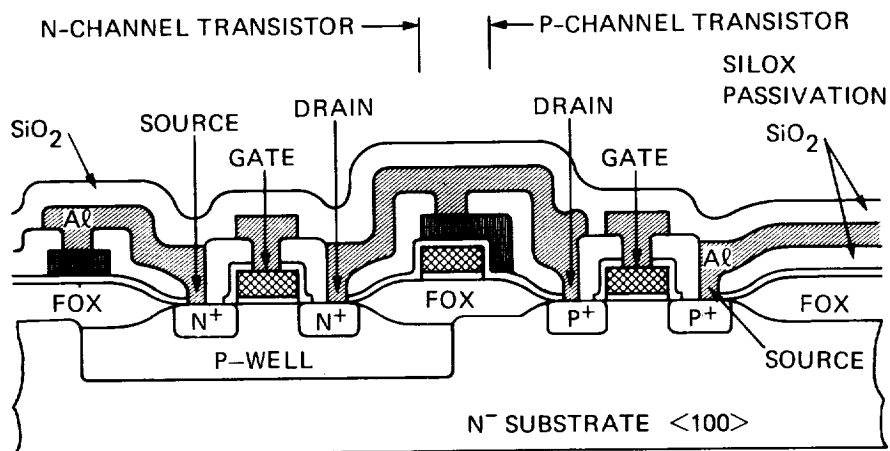 N-CHANNEL TRANSISTOR
P-CHANNEL TRANSISTOR
SILOX
PASSIVATION
SiO2
SOURCE
DRAIN
GATE
DRAIN
GATE
SiO2
Al
Al
FOX
FOX
FOX
N+
N+
P+
P+
P-WELL
SOURCE
N- SUBSTRATE <100>